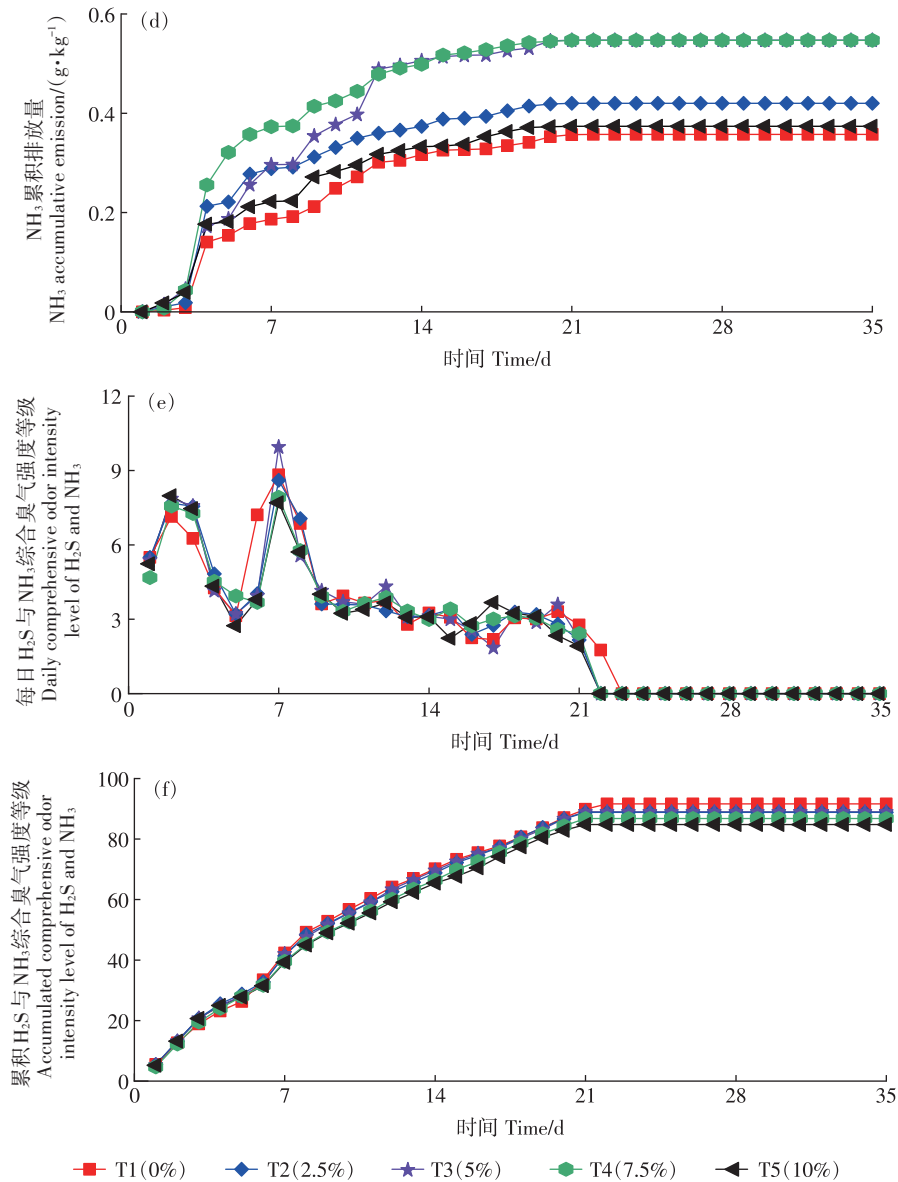 (d)
0.6
0.4
0.2
0
NH₃累积排放量
NH₃ accumulative emission/(g•kg⁻¹)
0 7 14 21 28 35
时间 Time/d
(e)
12
9
6
3
0
每日H₂S与NH₃综合臭气强度等级
Daily comprehensive odor intensity
level of H₂S and NH₃
0 7 14 21 28 35
时间 Time/d
(f)
100
80
60
40
20
0
累积H₂S与NH₃综合臭气强度等级
Accumulated comprehensive odor
intensity level of H₂S and NH₃
0 7 14 21 28 35
时间 Time/d
T1(0%) T2(2.5%) T3(5%) T4(7.5%) T5(10%)